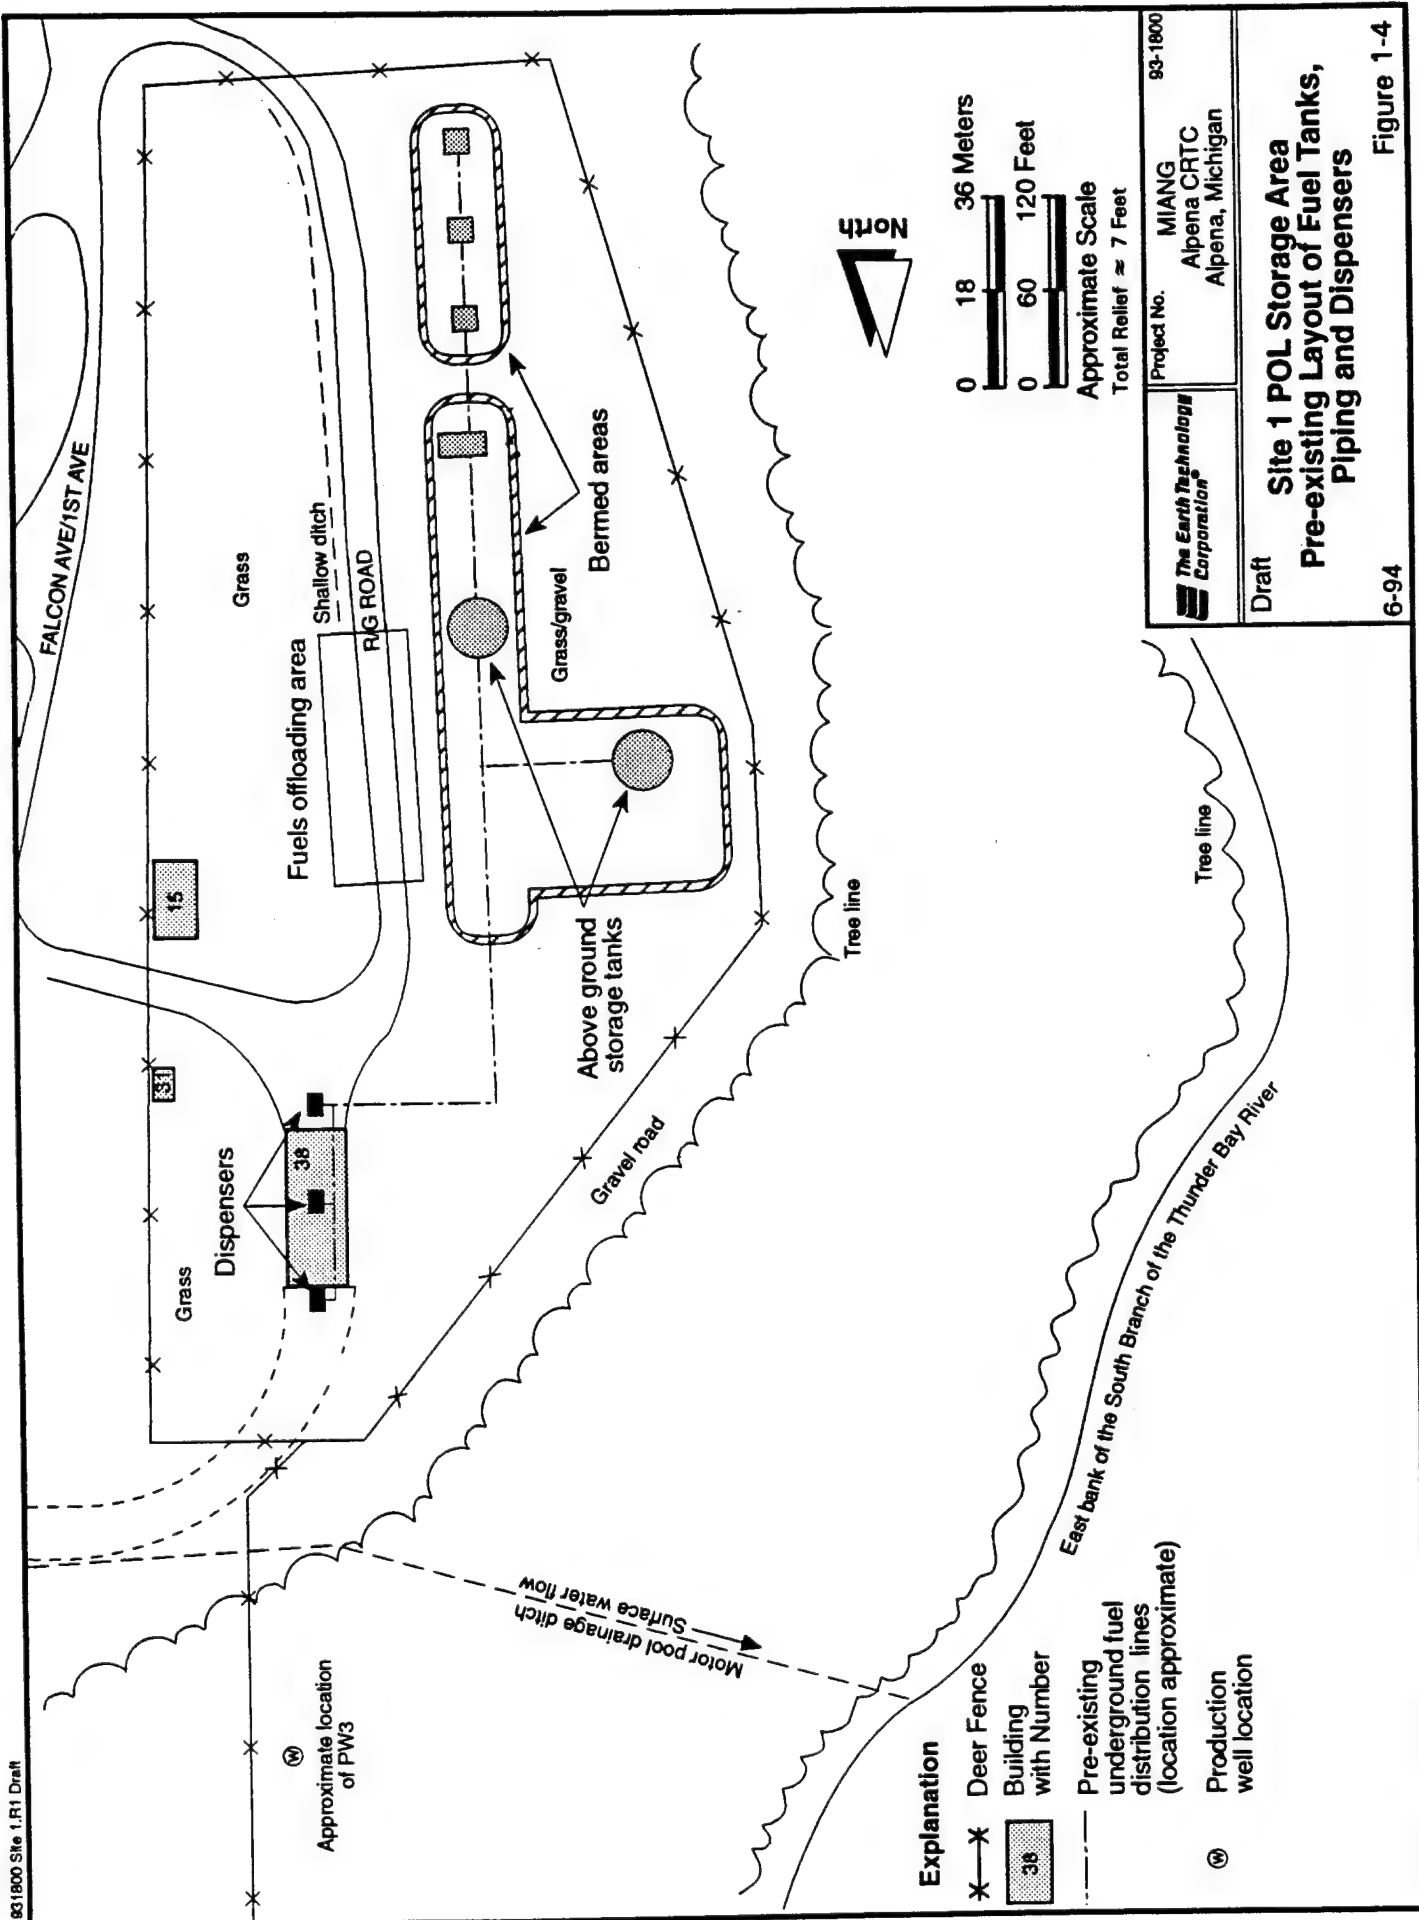 931800 Site 1.R1 Draft
FALCON AVE/1ST AVE
Grass
Shallow ditch
R/G ROAD
Fuels offloading area
15
31
Grass
Dispensers
38
Bermed areas
Grass/gravel
Above ground
storage tanks
Gravel road
Tree line
Tree line
East bank of the South Branch of the Thunder Bay River
Surface water flow
Motor pool drainage ditch
W
Approximate location
of PW3
North
0 18 36 Meters
0 60 120 Feet
Approximate Scale
Total Relief ≈ 7 Feet
Explanation
Deer Fence
38
Building
with Number
Pre-existing
underground fuel
distribution lines
(location approximate)
W
Production
well location
The Earth Technology
Corporation®
Project No.
MIANG
93-1800
Alpena CRTC
Alpena, Michigan
Draft
Site 1 POL Storage Area
Pre-existing Layout of Fuel Tanks,
Piping and Dispensers
6-94
Figure 1-4